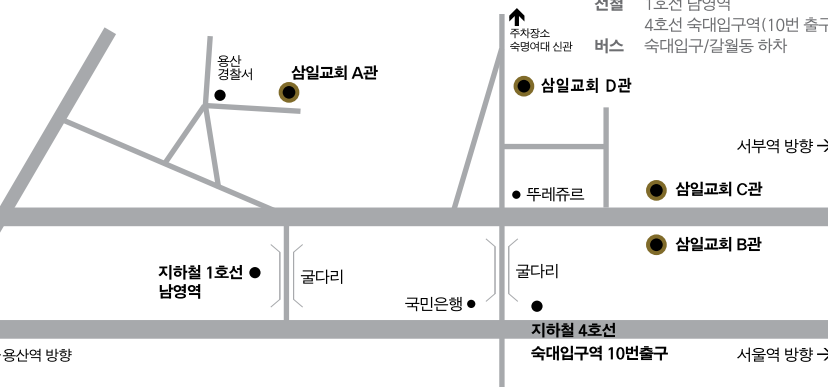 전철 1호선 남영역
4호선 숙대입구역(10번 출구
버스 숙대입구/갈월동 하차
주차장소
숙명여대 신관
용산
경찰서
삼일교회 A관
삼일교회 D관
서부역 방향
뚜레쥬르
삼일교회 C관
삼일교회 B관
지하철 1호선
남영역
굴다리
굴다리
국민은행
지하철 4호선
숙대입구역 10번출구
용산역 방향
서울역 방향